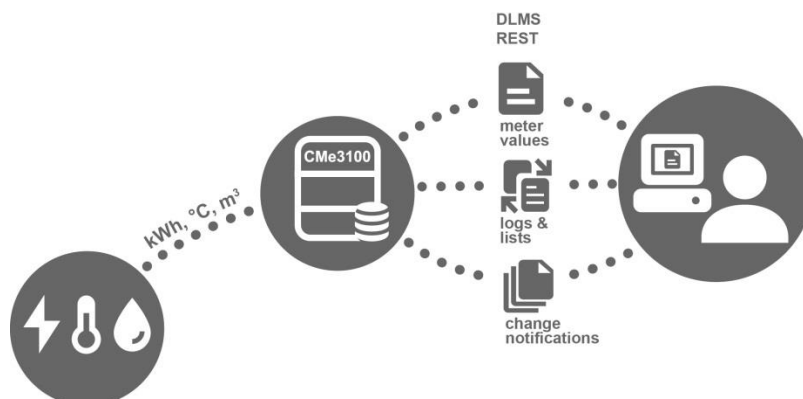 DLMS
REST
CMe3100
meter
values
kWh, °C, m³
logs &
lists
change
notifications